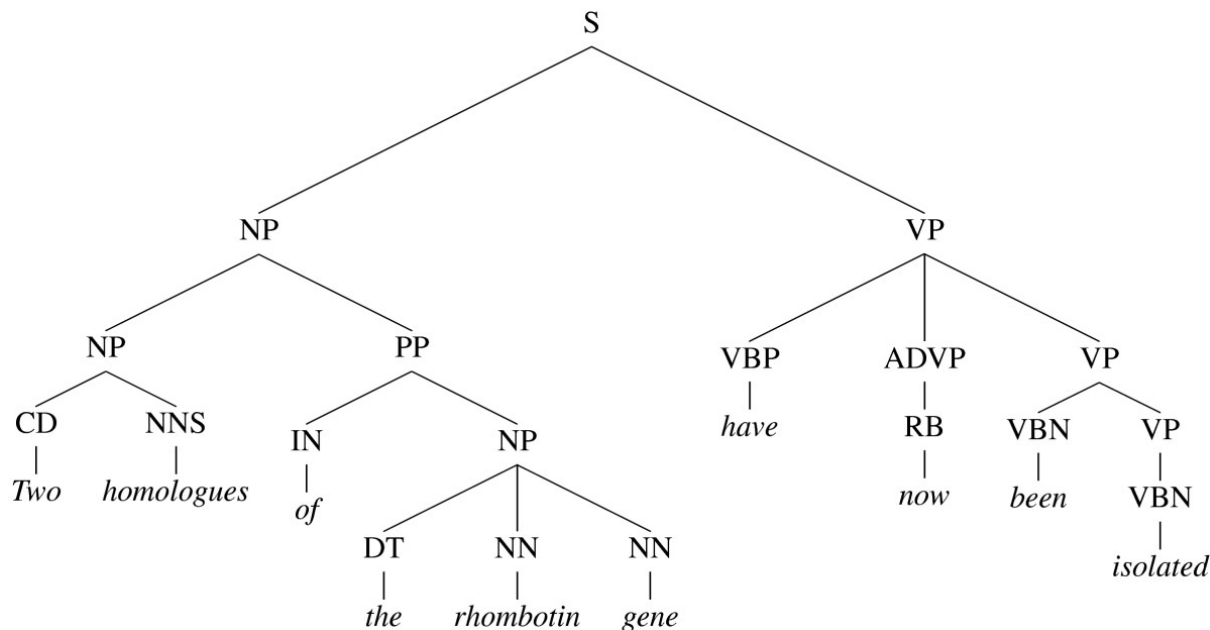 S
NP VP
NP PP VBP ADVP VP
CD NNS IN NP have RB VBN VP
Two homologues of now been VBN
DT NN NN isolated
the rhombotin gene